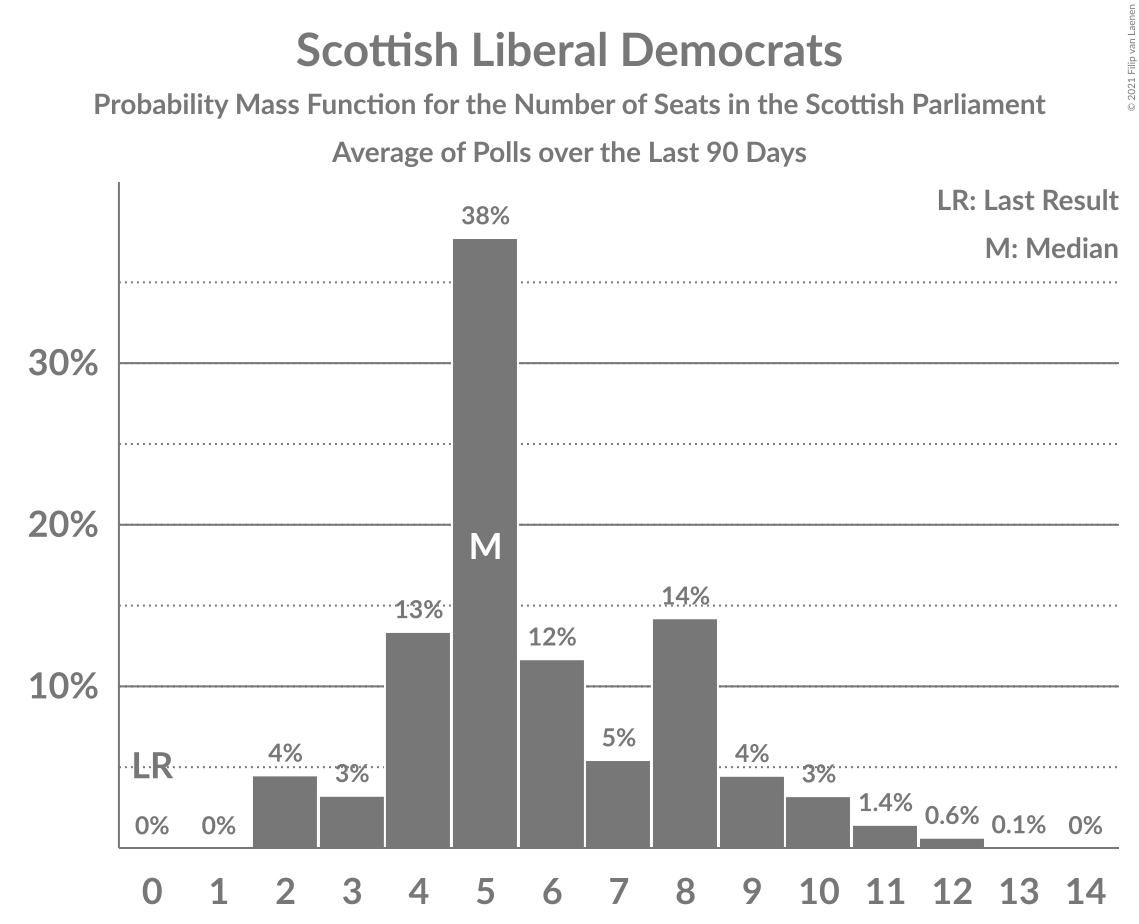 Scottish Liberal Democrats
Probability Mass Function for the Number of Seats in the Scottish Parliament
Average of Polls over the Last 90 Days
© 2021 Filip van Laenen
LR: Last Result
M: Median
38%
30%
20%
M
14%
13%
12%
10%
5%
4%
4%
LR
3%
3%
1.4%
0.6%
0.1%
0%
0%
0%
0 1 2 3 4 5 6 7 8 9 10 11 12 13 14